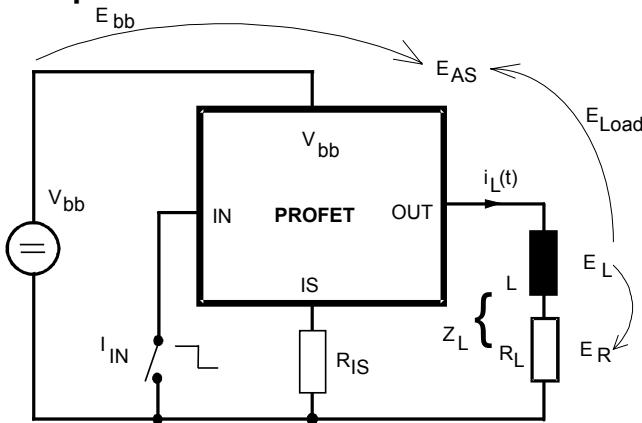 E bb
E AS
E Load
V bb
V bb
i L (t)
IN
PROFET
OUT
IS
L
E L
Z L
{
I IN
R IS
R L
E R